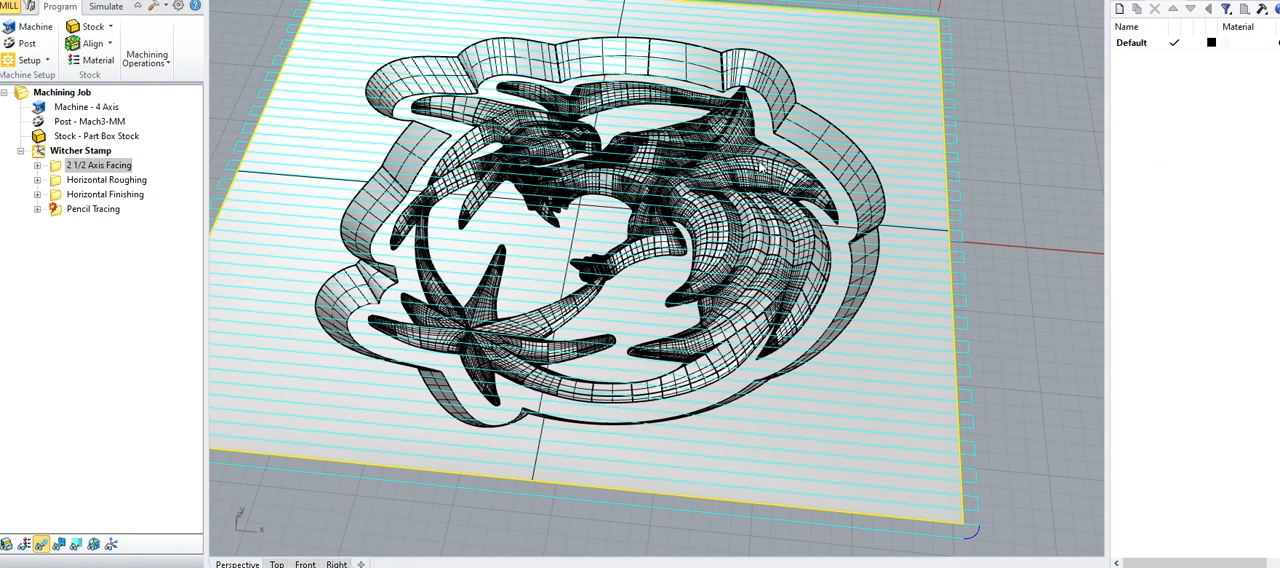 MILL Program Simulate
Machine Stock
Post Align
Setup Material
Machining Operations
Machine Setup Stock
Machining Job
Machine - 4 Axis
Post - Mach3-MM
Stock - Part Box Stock
Witcher Stamp
2 1/2 Axis Facing
Horizontal Roughing
Horizontal Finishing
Pencil Tracing
x
Perspective Top Front Right
Name Material
Default